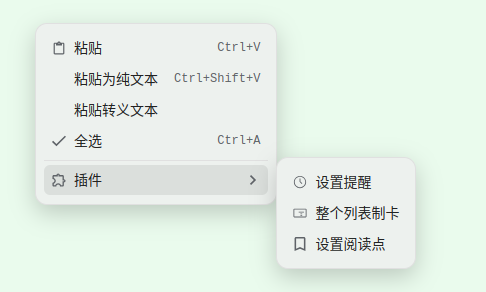 粘贴 Ctrl+V
粘贴为纯文本 Ctrl+Shift+V
粘贴转义文本
全选 Ctrl+A
插件
设置提醒
整个列表制卡
设置阅读点